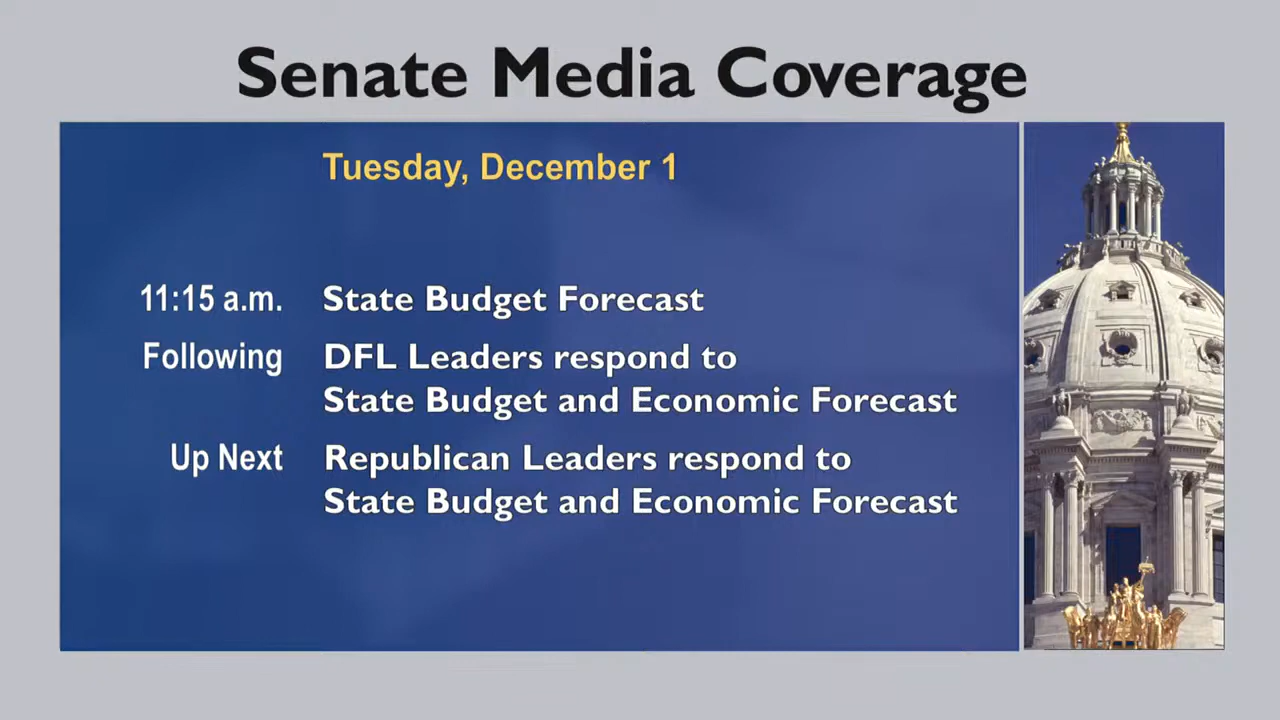 Senate Media Coverage
Tuesday, December 1
11:15 a.m. State Budget Forecast
Following DFL Leaders respond to
State Budget and Economic Forecast
Up Next Republican Leaders respond to
State Budget and Economic Forecast